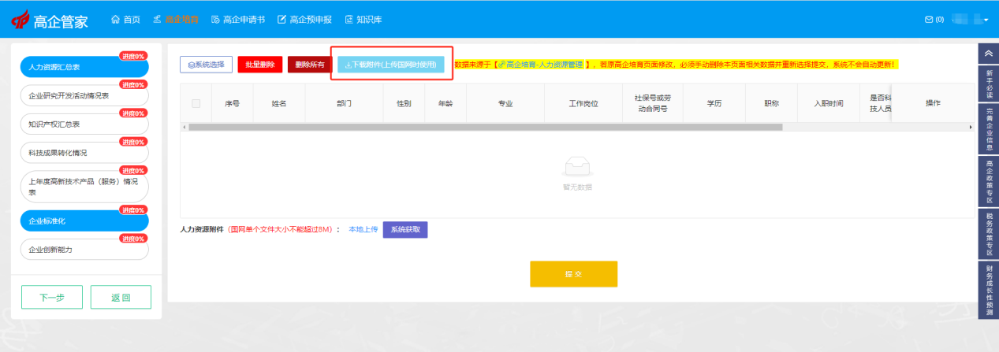 高企管家
首页
高企培育
高企申请书
高企预申报
知识库
(0)
人力资源汇总表
进度0%
企业研究开发活动情况表
进度0%
知识产权汇总表
进度0%
科技成果转化情况
进度0%
上年度高新技术产品（服务）情况
表
进度0%
企业标准化
进度0%
企业创新能力
进度0%
下一步
返 回
系统选择
批量删除
删除所有
下载附件(上传国网时使用)
数据来源于【高企培育-人力资源管理 】，若原高企培育页面修改，必须手动删除本页面相关数据并重新选择提交，系统不会自动更新！
序号
姓名
部门
性别
年龄
专业
工作岗位
社保号或劳
动合同号
学历
职称
入职时间
是否科
技人员
操作
暂无数据
人力资源附件（国网单个文件大小不能超过8M）：
本地上传
系统获取
提 交
新手必读
完善企业信息
高企政策专区
税务政策专区
财务成长性预测